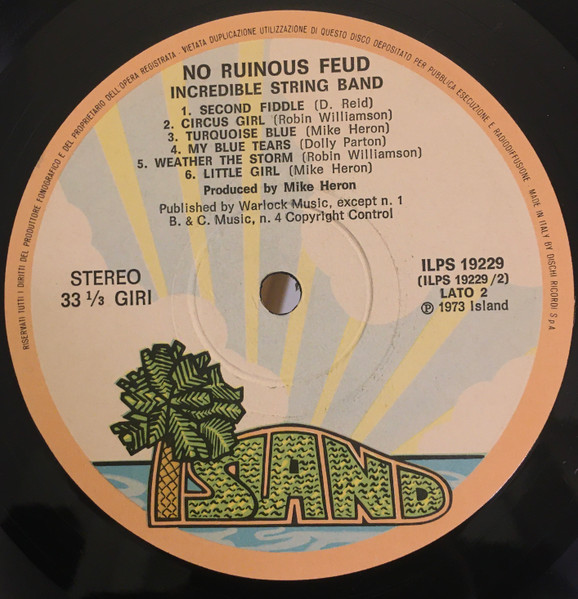 RISERVATI TUTTI I DIRITTI DEL PRODUTTORE FONOGRAFICO E DEL PROPRIETARIO DELL'OPERA REGISTRATA - VIETATA DUPLICAZIONE UTILIZZAZIONE DI QUESTO DISCO DEPOSITATO PER PUBBLICA ESECUZIONE E RADIODIFFUSIONE MADE IN ITALY BY DISCHI RICORDI S p A
NO RUINOUS FEUD
INCREDIBLE STRING BAND
1. SECOND FIDDLE (D. Reid)
2. CIRCUS GIRL (Robin Williamson)
3. TURQUOISE BLUE (Mike Heron)
4. MY BLUE TEARS (Dolly Parton)
5. WEATHER THE STORM (Robin Williamson)
6. LITTLE GIRL (Mike Heron)
Produced by Mike Heron
Published by Warlock Music, except n. 1
B. & C. Music, n. 4 Copyright Control
STEREO
33 1/3 GIRI
ILPS 19229
(ILPS 19229/2)
LATO 2
℗ 1973 Island
ISLAND